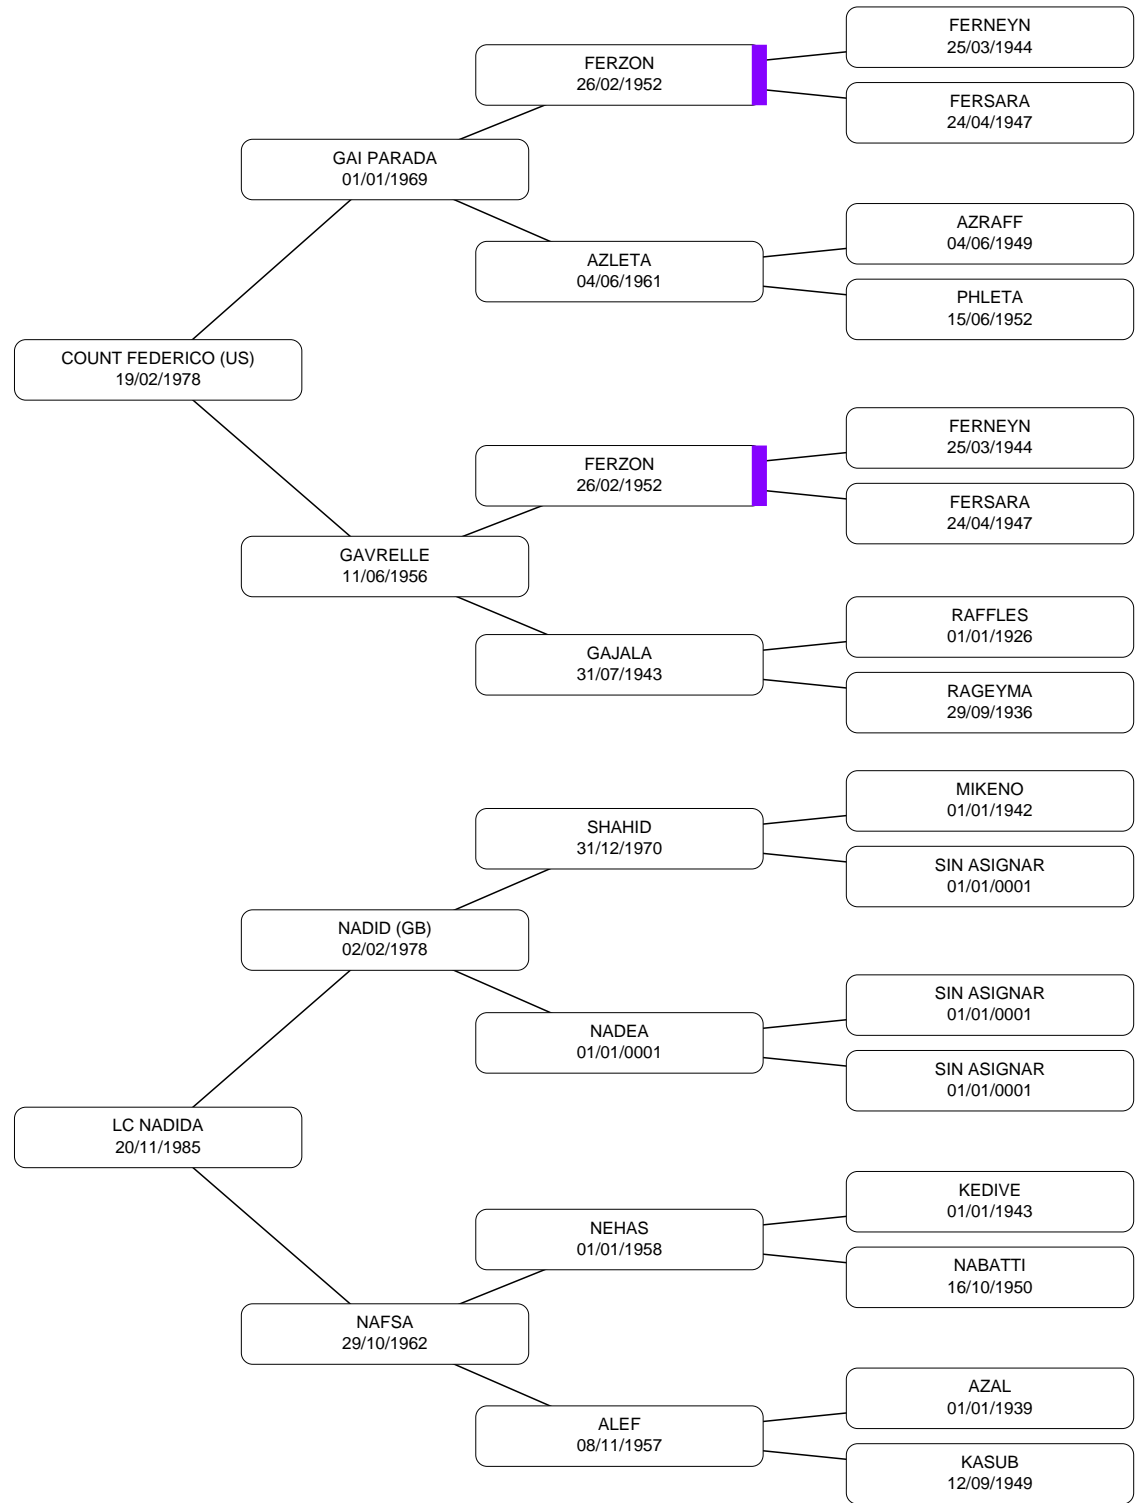 FERNEYN
25/03/1944
FERZON
26/02/1952
FERSARA
24/04/1947
GAI PARADA
01/01/1969
AZRAFF
04/06/1949
AZLETA
04/06/1961
PHLETA
15/06/1952
COUNT FEDERICO (US)
19/02/1978
FERNEYN
25/03/1944
FERZON
26/02/1952
FERSARA
24/04/1947
GAVRELLE
11/06/1956
RAFFLES
01/01/1926
GAJALA
31/07/1943
RAGEYMA
29/09/1936
MIKENO
01/01/1942
SHAHID
31/12/1970
SIN ASIGNAR
01/01/0001
NADID (GB)
02/02/1978
SIN ASIGNAR
01/01/0001
NADEA
01/01/0001
SIN ASIGNAR
01/01/0001
LC NADIDA
20/11/1985
KEDIVE
01/01/1943
NEHAS
01/01/1958
NABATTI
16/10/1950
NAFSA
29/10/1962
AZAL
01/01/1939
ALEF
08/11/1957
KASUB
12/09/1949